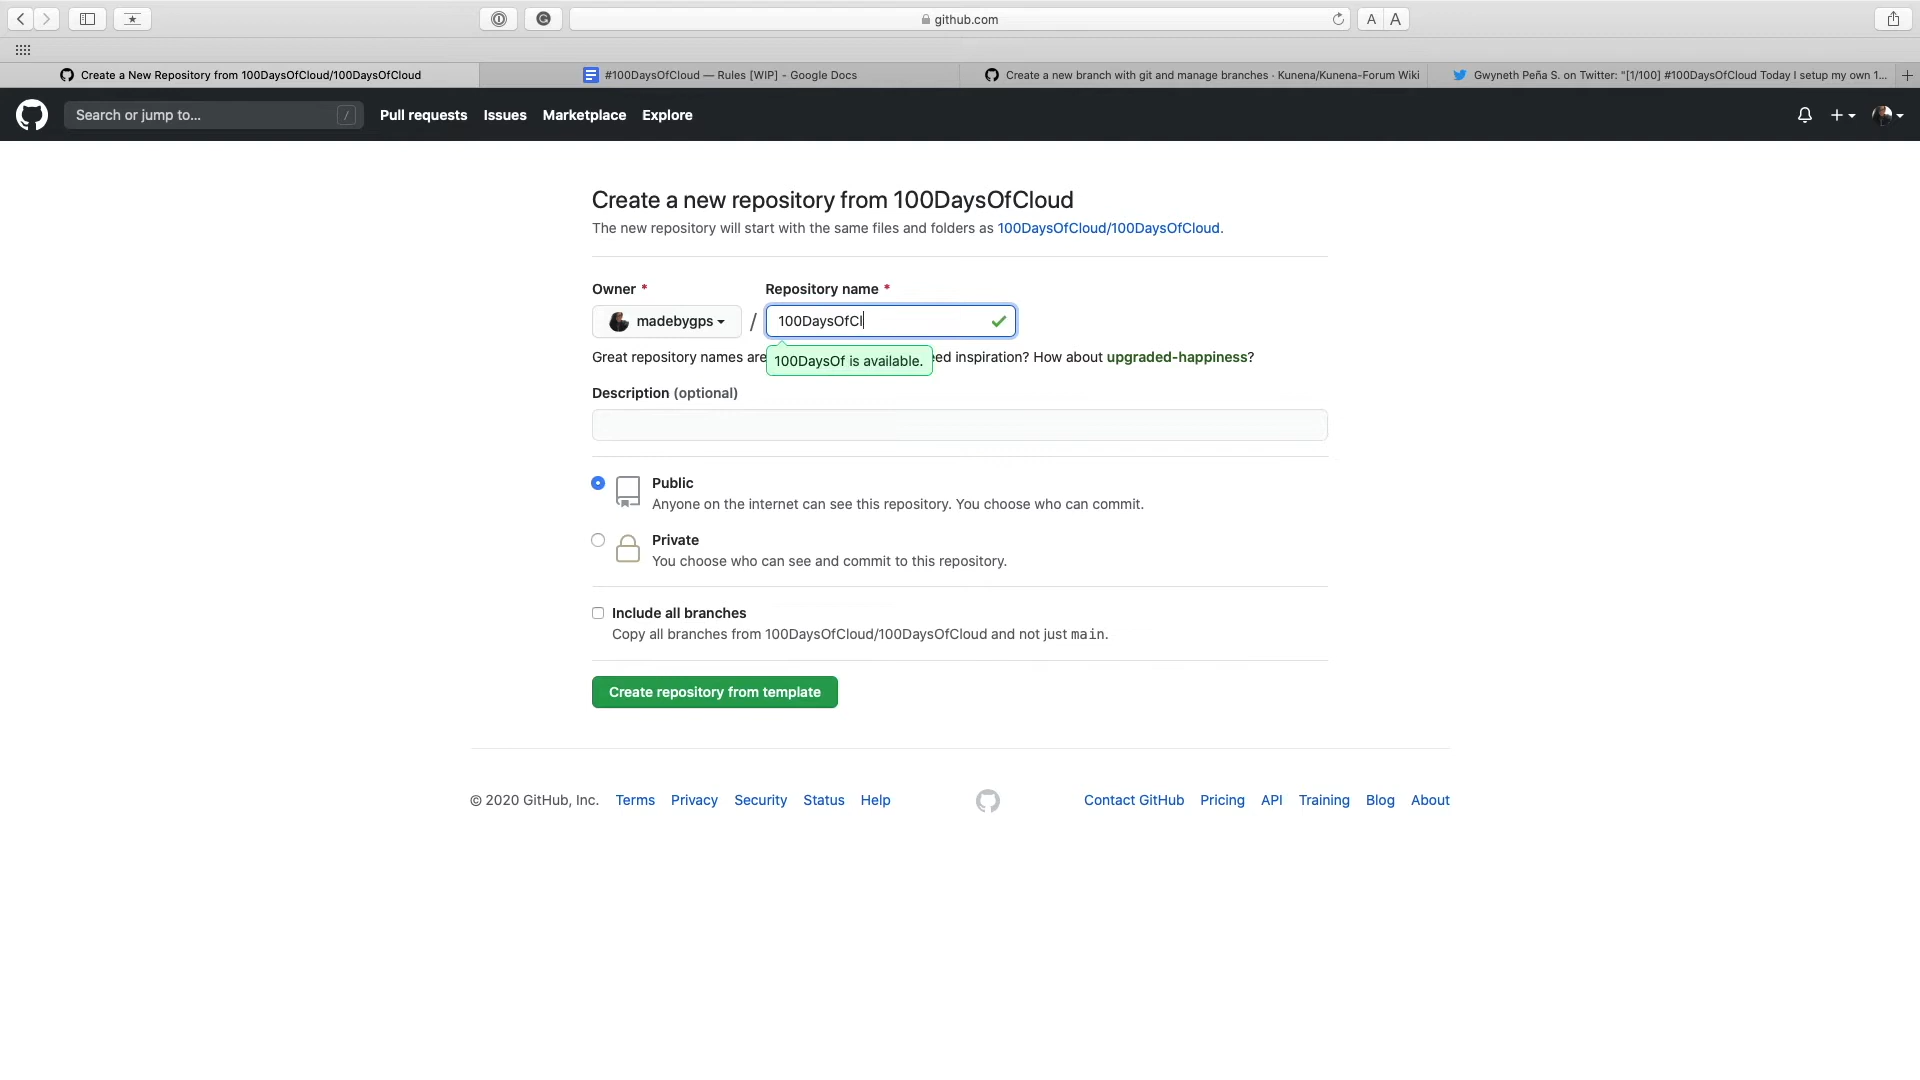 github.com
A A
Create a New Repository from 100DaysOfCloud/100DaysOfCloud
#100DaysOfCloud — Rules [WIP] - Google Docs
Create a new branch with git and manage branches · Kunena/Kunena-Forum Wiki
Gwyneth Peña S. on Twitter: "[1/100] #100DaysOfCloud Today I setup my own 1...
Search or jump to...
/
Pull requests
Issues
Marketplace
Explore
Create a new repository from 100DaysOfCloud
The new repository will start with the same files and folders as 100DaysOfCloud/100DaysOfCloud.
Owner *
Repository name *
madebygps
/
100DaysOfCl
Great repository names are
100DaysOf is available.
eed inspiration? How about upgraded-happiness?
Description (optional)
Public
Anyone on the internet can see this repository. You choose who can commit.
Private
You choose who can see and commit to this repository.
Include all branches
Copy all branches from 100DaysOfCloud/100DaysOfCloud and not just main.
Create repository from template
© 2020 GitHub, Inc.
Terms
Privacy
Security
Status
Help
Contact GitHub
Pricing
API
Training
Blog
About